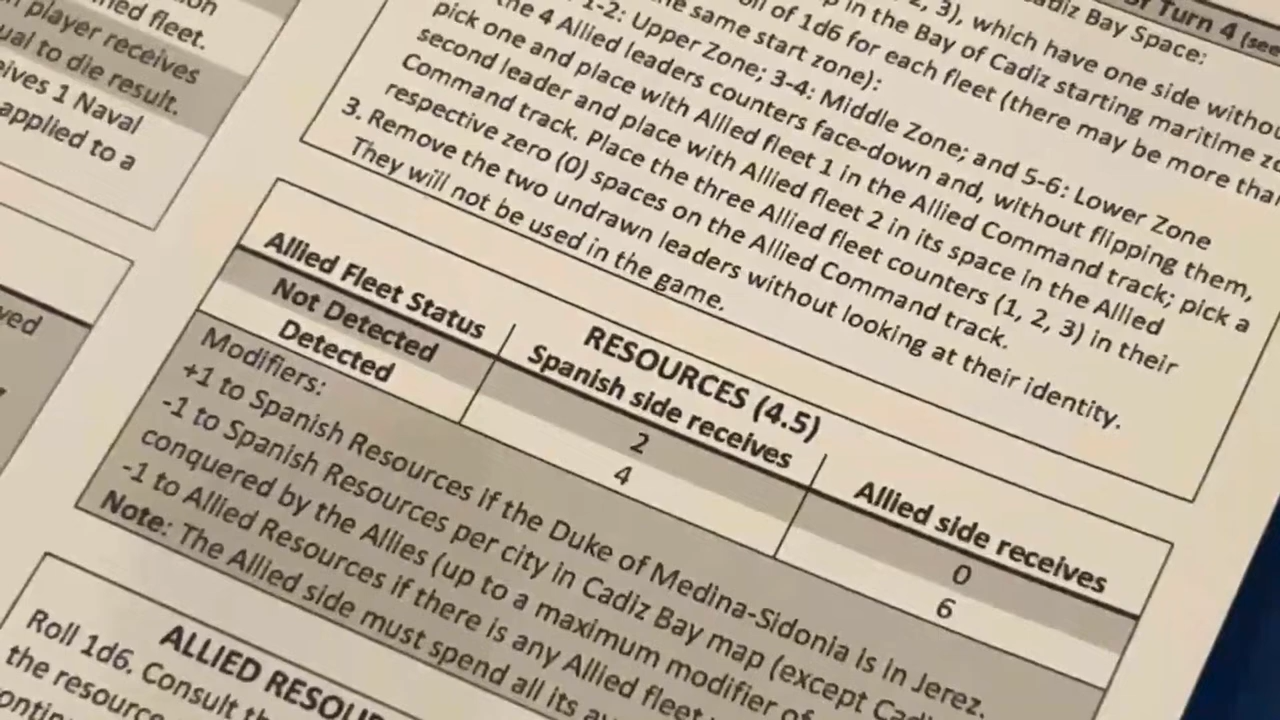 ned fleet.
player receives
ual to die result.
eives 1 Naval
applied to a
Turn 4 (see
Cadiz Bay Space:
2, 3), which have one side without
in the Bay of Cadiz starting maritime
of 1d6 for each fleet (there may be more than
the same start zone):
1-2: Upper Zone; 3-4: Middle Zone; and 5-6: Lower Zone
the 4 Allied leaders counters face-down and, without flipping them,
pick one and place with Allied fleet 1 in the Allied Command track; pick a
second leader and place with Allied fleet 2 in its space in the Allied
Command track. Place the three Allied fleet counters (1, 2, 3) in their
respective zero (0) spaces on the Allied Command track.
3. Remove the two undrawn leaders without looking at their identity.
They will not be used in the game.
RESOURCES (4.5)
Allied Fleet Status Spanish side receives Allied side receives
Not Detected 2 0
Detected 4 6
Modifiers:
+1 to Spanish Resources if the Duke of Medina-Sidonia is in Jerez.
-1 to Spanish Resources per city in Cadiz Bay map (except
conquered by the Allies (up to a maximum modifier of
-1 to Allied Resources if there is any Allied fleet
Note: The Allied side must spend all its
ALLIED
Roll 1d6. Consult
the resource